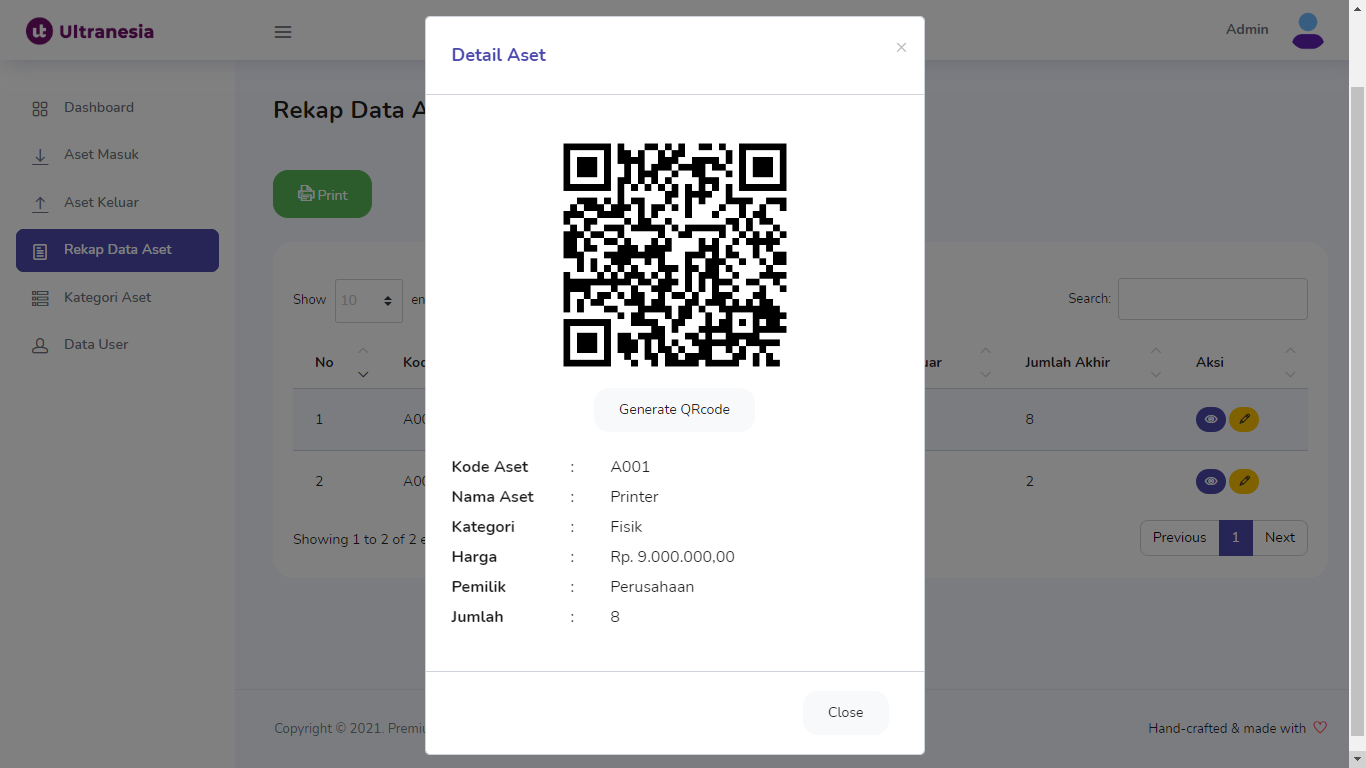 Ultranesia
Admin
Detail Aset
×
Dashboard
Aset Masuk
Aset Keluar
Rekap Data Aset
Kategori Aset
Data User
Rekap Data A
Print
Generate QRcode
Show 10 en
Search:
No Koc uar Jumlah Akhir Aksi
1 A00 8
2 A00 2
Showing 1 to 2 of 2 e
Previous 1 Next
Kode Aset : A001
Nama Aset : Printer
Kategori : Fisik
Harga : Rp. 9.000.000,00
Pemilik : Perusahaan
Jumlah : 8
Close
Copyright © 2021. Premiu
Hand-crafted & made with